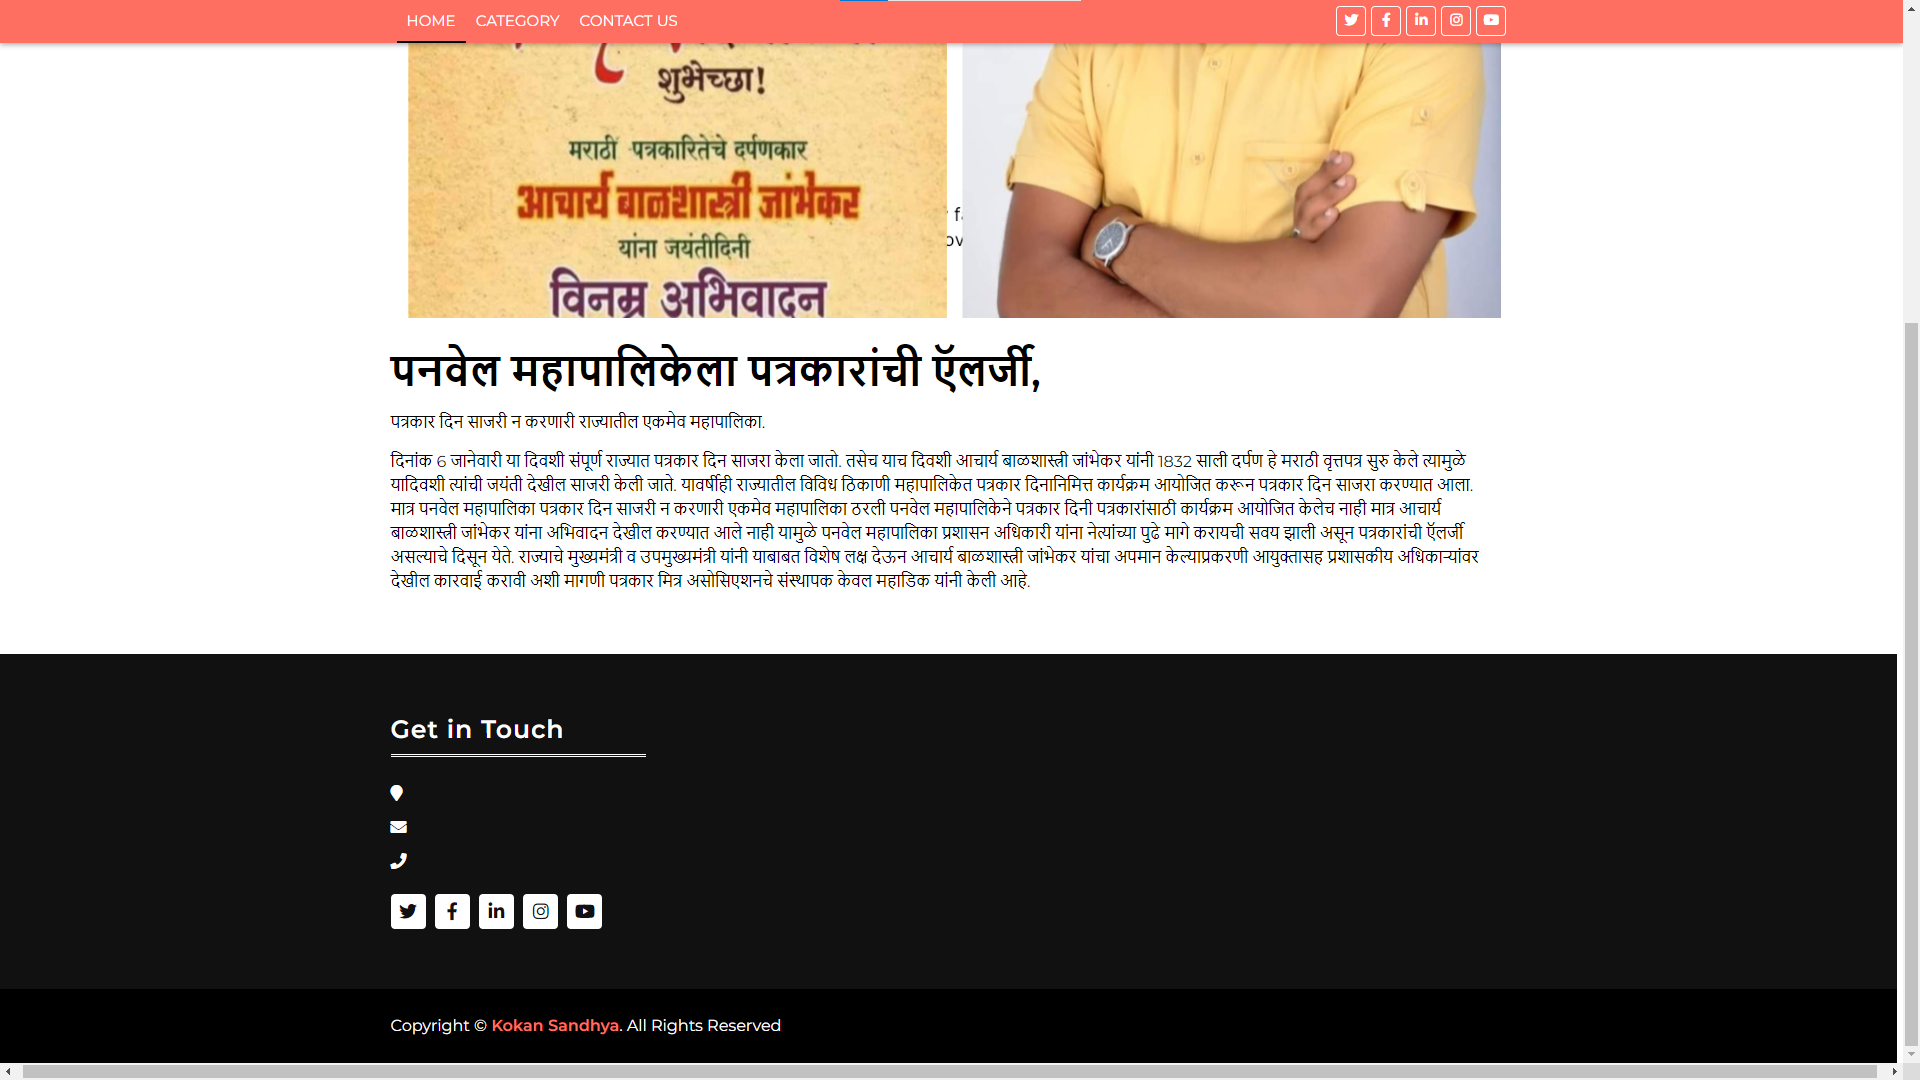 HOME CATEGORY CONTACT US
शुभेच्छा!
मराठी पत्रकारितेचे दर्पणकार
आचार्य बाळशास्त्री जांभेकर
यांना जयंतीदिनी
विनम्र अभिवादन
पनवेल महापालिकेला पत्रकारांची ऍलर्जी,
पत्रकार दिन साजरी न करणारी राज्यातील एकमेव महापालिका.
दिनांक 6 जानेवारी या दिवशी संपूर्ण राज्यात पत्रकार दिन साजरा केला जातो. तसेच याच दिवशी आचार्य बाळशास्त्री जांभेकर यांनी 1832 साली दर्पण हे मराठी वृत्तपत्र सुरु केले त्यामुळे
यादिवशी त्यांची जयंती देखील साजरी केली जाते. यावर्षीही राज्यातील विविध ठिकाणी महापालिकेत पत्रकार दिनानिमित्त कार्यक्रम आयोजित करून पत्रकार दिन साजरा करण्यात आला.
मात्र पनवेल महापालिका पत्रकार दिन साजरी न करणारी एकमेव महापालिका ठरली पनवेल महापालिकेने पत्रकार दिनी पत्रकारांसाठी कार्यक्रम आयोजित केलेच नाही मात्र आचार्य
बाळशास्त्री जांभेकर यांना अभिवादन देखील करण्यात आले नाही यामुळे पनवेल महापालिका प्रशासन अधिकारी यांना नेत्यांच्या पुढे मागे करायची सवय झाली असून पत्रकारांची ऍलर्जी
असल्याचे दिसून येते. राज्याचे मुख्यमंत्री व उपमुख्यमंत्री यांनी याबाबत विशेष लक्ष देऊन आचार्य बाळशास्त्री जांभेकर यांचा अपमान केल्याप्रकरणी आयुक्तासह प्रशासकीय अधिकाऱ्यांवर
देखील कारवाई करावी अशी मागणी पत्रकार मित्र असोसिएशनचे संस्थापक केवल महाडिक यांनी केली आहे.
Get in Touch
Copyright © Kokan Sandhya. All Rights Reserved